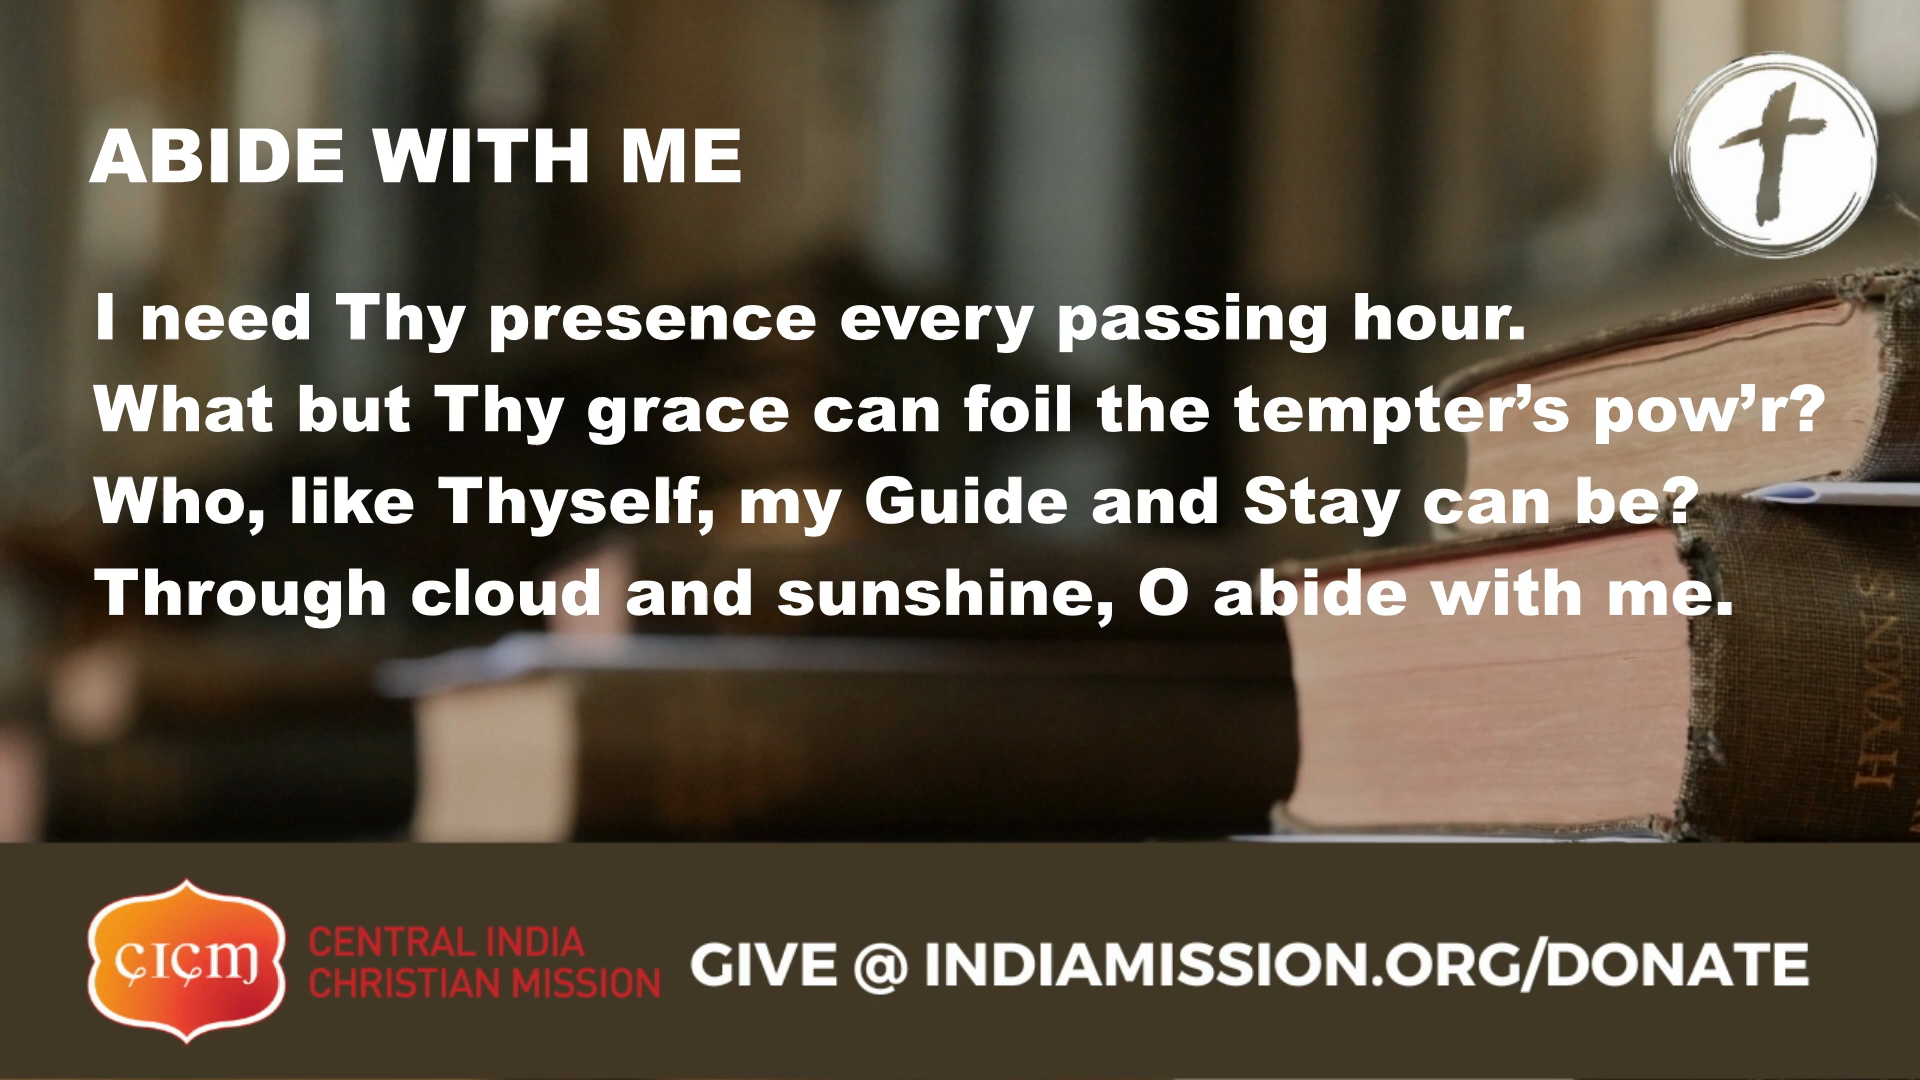 ABIDE WITH ME
I need Thy presence every passing hour.
What but Thy grace can foil the tempter’s pow’r?
Who, like Thyself, my Guide and Stay can be?
Through cloud and sunshine, O abide with me.
HYMNS
CICM
CENTRAL INDIA
CHRISTIAN MISSION
GIVE @ INDIAMISSION.ORG/DONATE